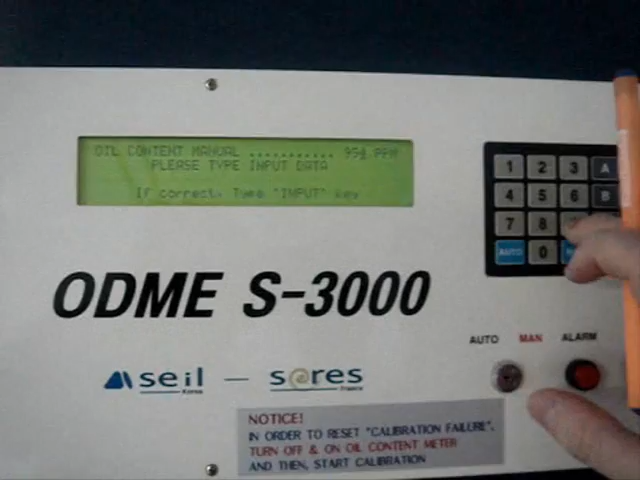 OIL CONTENT MANUAL ........... 954 PPM
PLEASE TYPE INPUT DATA
If correct, Type "INPUT" key
1 2 3 A
4 5 6 B
7 8
AUTO 0
ODME S-3000
AUTO MAN ALARM
seil — seres
Korea France
NOTICE!
IN ORDER TO RESET "CALIBRATION FAILURE",
TURN OFF & ON OIL CONTENT METER
AND THEN, START CALIBRATION